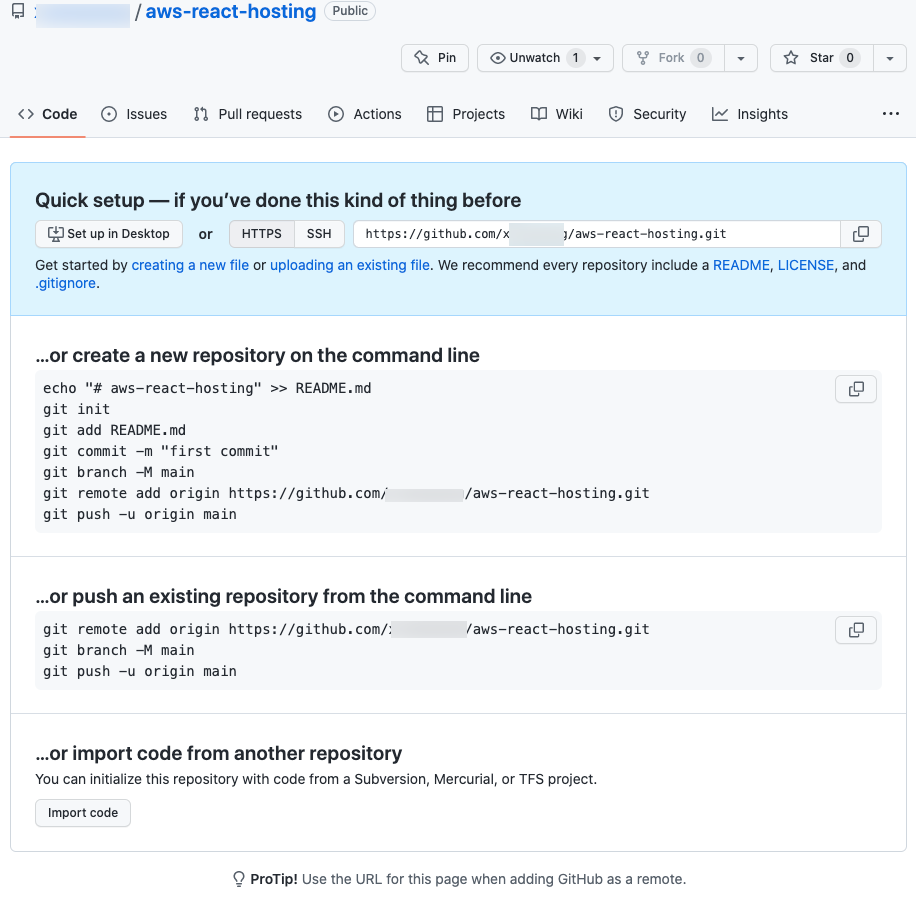 / aws-react-hosting Public
Pin Unwatch 1 Fork 0 Star 0
Code Issues Pull requests Actions Projects Wiki Security Insights ...
Quick setup — if you’ve done this kind of thing before
Set up in Desktop or HTTPS SSH https://github.com/x /aws-react-hosting.git
Get started by creating a new file or uploading an existing file. We recommend every repository include a README, LICENSE, and
.gitignore.
...or create a new repository on the command line
echo "# aws-react-hosting" >> README.md
git init
git add README.md
git commit -m "first commit"
git branch -M main
git remote add origin https://github.com/ /aws-react-hosting.git
git push -u origin main
...or push an existing repository from the command line
git remote add origin https://github.com/ /aws-react-hosting.git
git branch -M main
git push -u origin main
...or import code from another repository
You can initialize this repository with code from a Subversion, Mercurial, or TFS project.
Import code
ProTip! Use the URL for this page when adding GitHub as a remote.